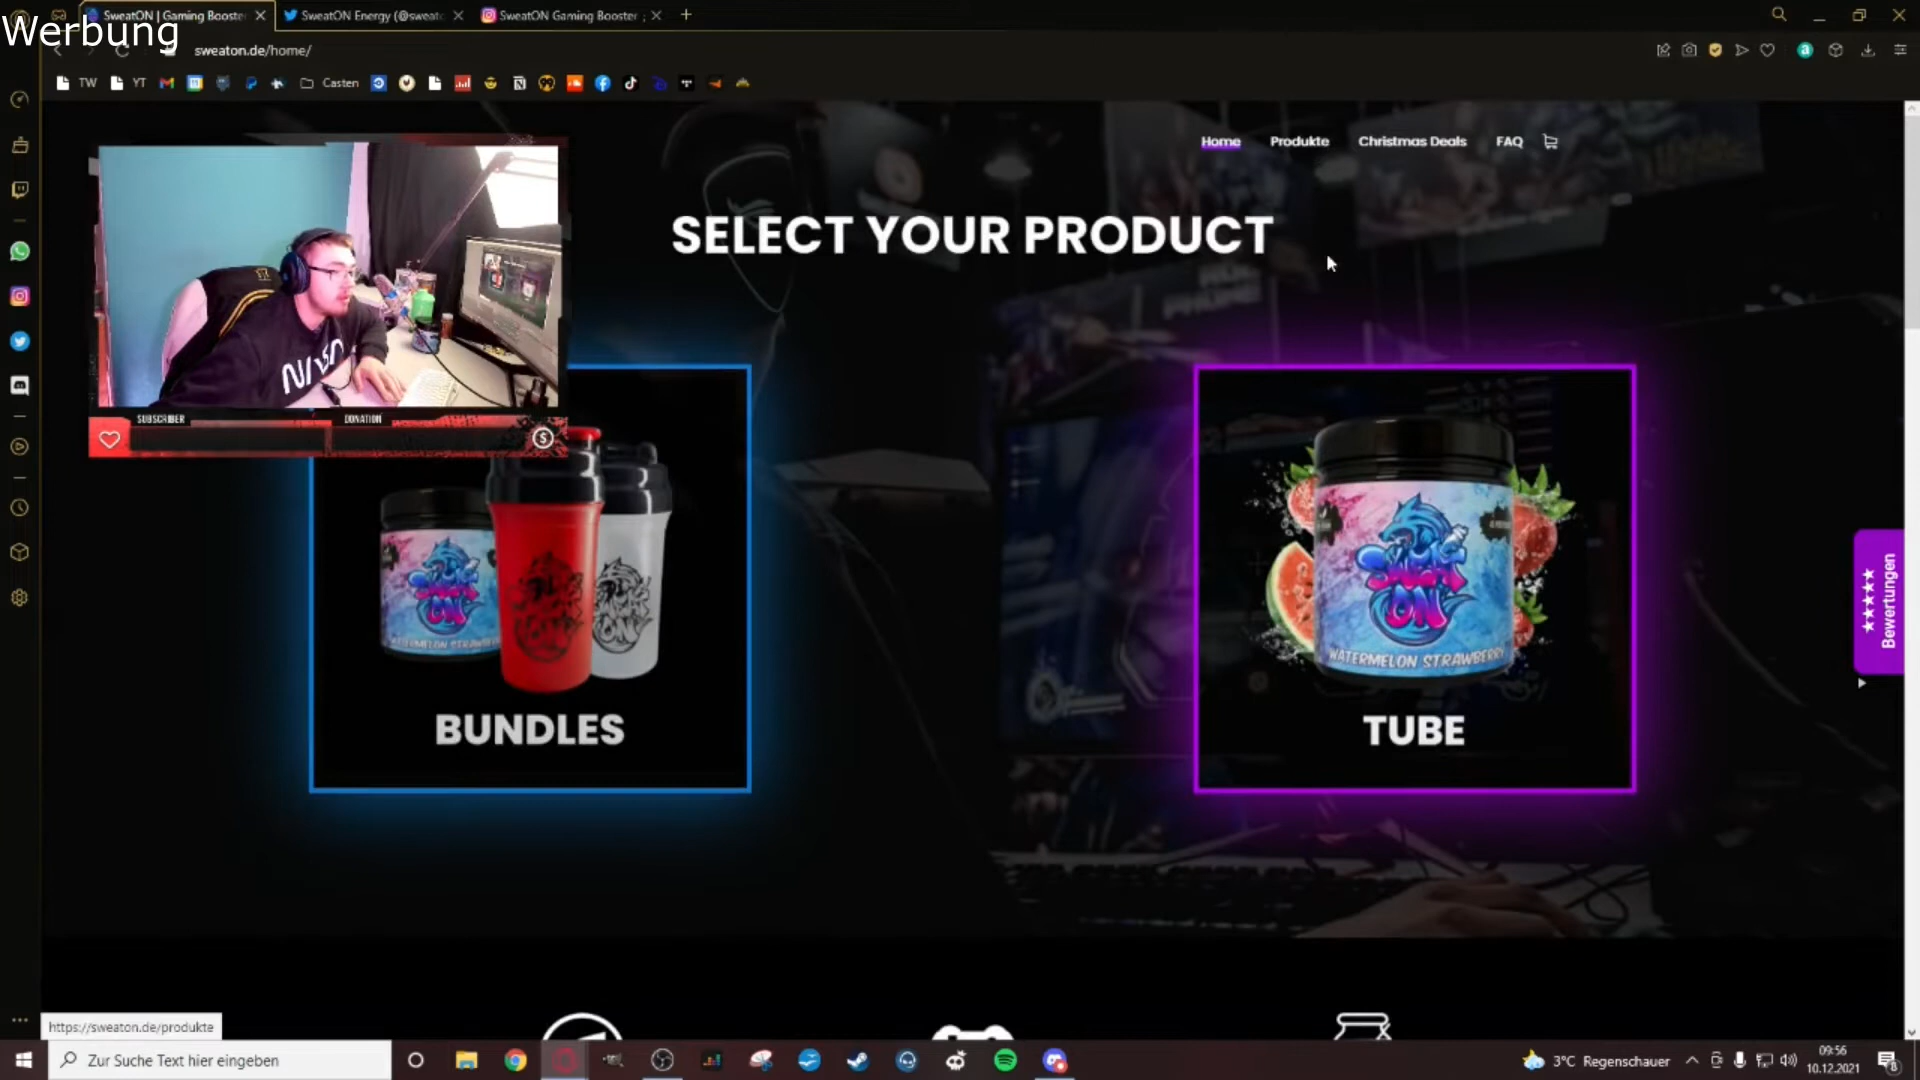 SweatON | Gaming Booster
SweatON Energy (@sweat
SweatON Gaming Booster
Werbung
sweaton.de/home/
TW
YT
Casten
Home
Produkte
Christmas Deals
FAQ
SELECT YOUR PRODUCT
SUBSCRIBER
DONATION
SWEAT
ON
WATERMELON STRAWBERRY
BUNDLES
TUBE
★★★★★
Bewertungen
https://sweaton.de/produkte
Zur Suche Text hier eingeben
3°C Regenschauer
09:56
10.12.2021